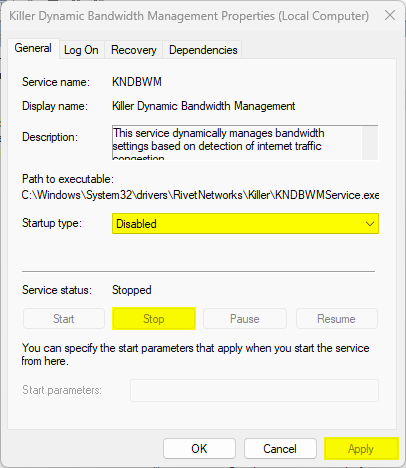 Killer Dynamic Bandwidth Management Properties (Local Computer)
General Log On Recovery Dependencies
Service name: KNDBWM
Display name: Killer Dynamic Bandwidth Management
Description: This service dynamically manages bandwidth
settings based on detection of internet traffic
congestion
Path to executable:
C:\Windows\System32\drivers\RivetNetworks\Killer\KNDBWMService.exe
Startup type: Disabled
Service status: Stopped
Start Stop Pause Resume
You can specify the start parameters that apply when you start the service
from here.
Start parameters:
OK Cancel Apply